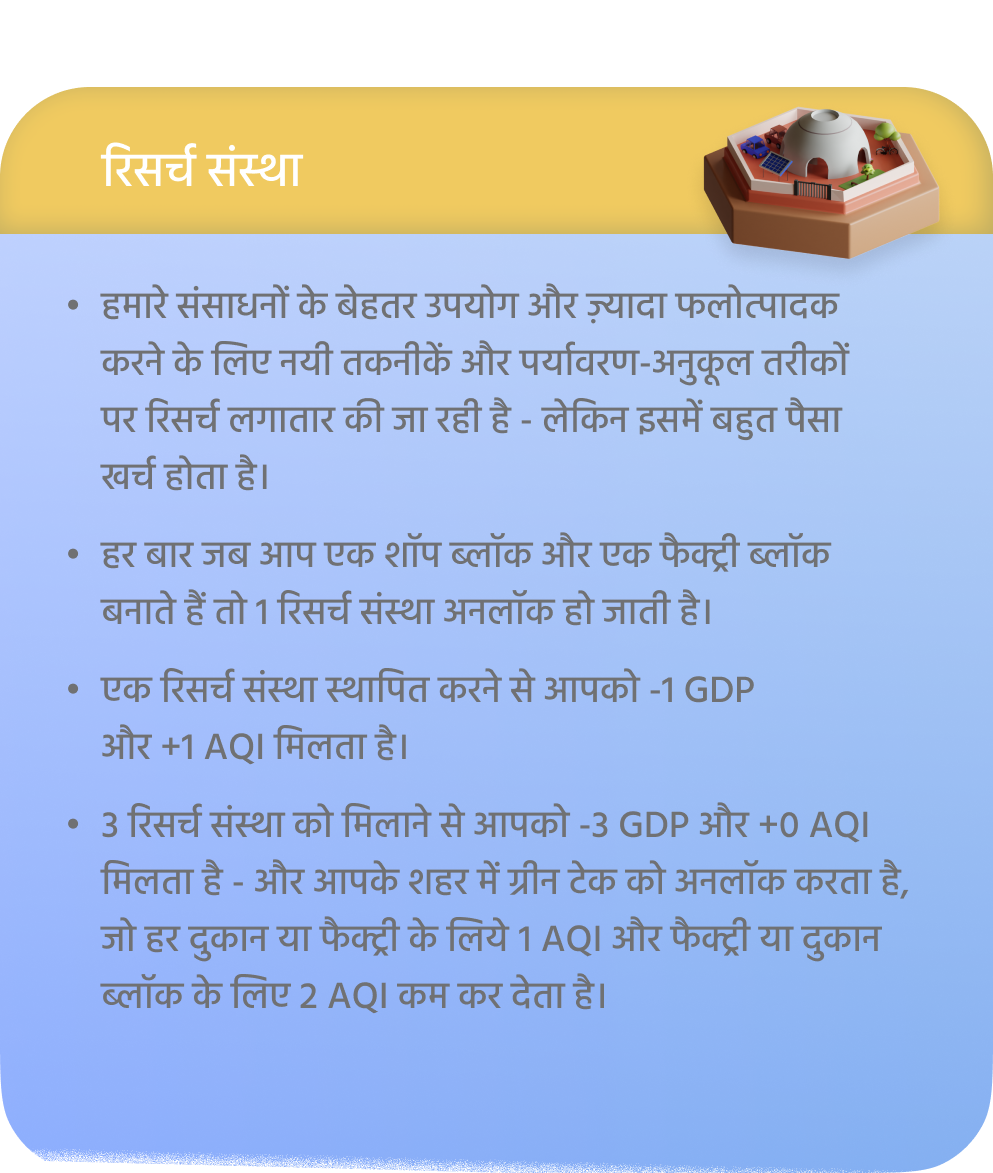 रिसर्च संस्था
• हमारे संसाधनों के बेहतर उपयोग और ज़्यादा फलोत्पादक
करने के लिए नयी तकनीकें और पर्यावरण-अनुकूल तरीकों
पर रिसर्च लगातार की जा रही है - लेकिन इसमें बहुत पैसा
खर्च होता है।
• हर बार जब आप एक शॉप ब्लॉक और एक फैक्ट्री ब्लॉक
बनाते हैं तो 1 रिसर्च संस्था अनलॉक हो जाती है।
• एक रिसर्च संस्था स्थापित करने से आपको -1 GDP
और +1 AQI मिलता है।
• 3 रिसर्च संस्था को मिलाने से आपको -3 GDP और +0 AQI
मिलता है - और आपके शहर में ग्रीन टेक को अनलॉक करता है,
जो हर दुकान या फैक्ट्री के लिये 1 AQI और फैक्ट्री या दुकान
ब्लॉक के लिए 2 AQI कम कर देता है।